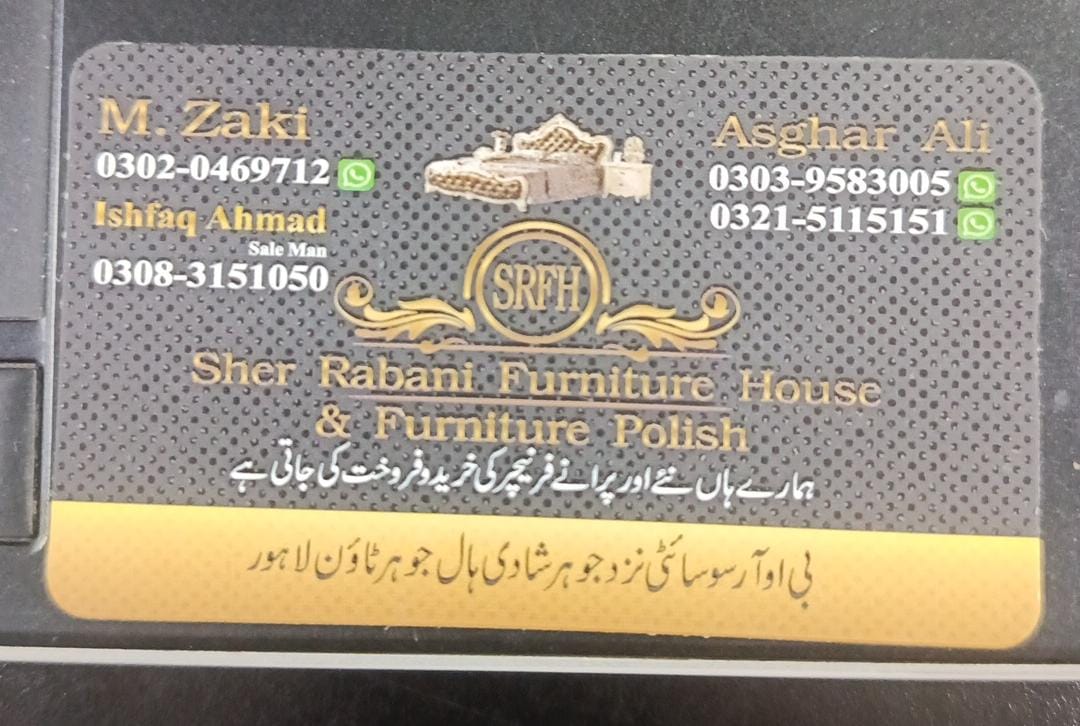 M. Zaki
0302-0469712
Ishfaq Ahmad
Sale Man
0308-3151050
Asghar Ali
0303-9583005
0321-5115151
SRFH
Sher Rabani Furniture House
& Furniture Polish
ہمارے ہاں نئے اور پرانے فرنیچر کی خرید و فروخت کی جاتی ہے
بی او آر سوسائٹی نزد جوہر شادی ہال جوہر ٹاؤن لاہور